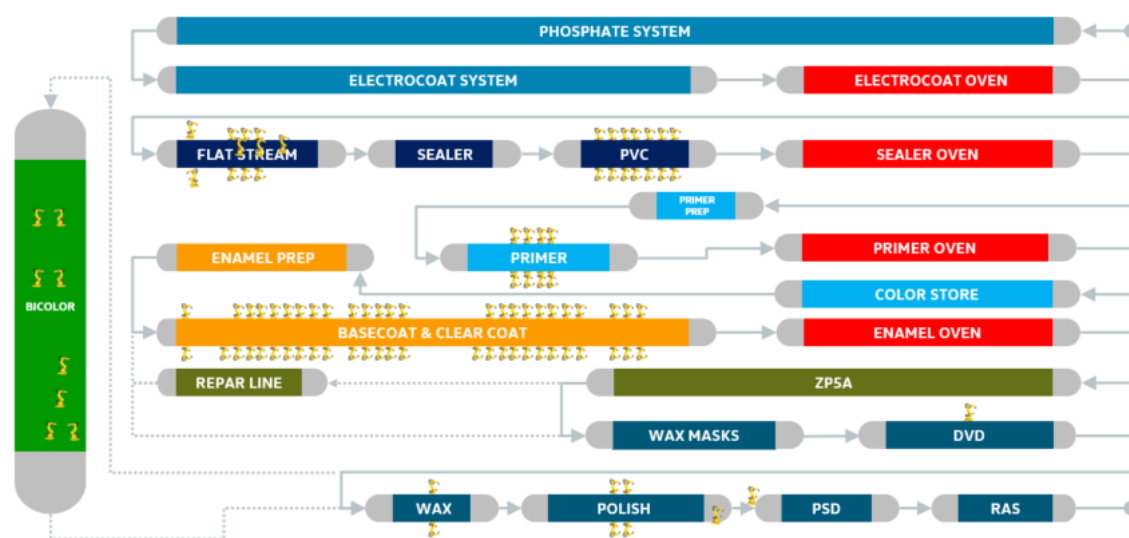 PHOSPHATE SYSTEM
ELECTROCOAT SYSTEM
ELECTROCOAT OVEN
FLAT STREAM
SEALER
PVC
SEALER OVEN
PRIMER
PREP
ENAMEL PREP
PRIMER
PRIMER OVEN
COLOR STORE
BICOLOR
BASECOAT & CLEAR COAT
ENAMEL OVEN
REPAR LINE
ZP5A
WAX MASKS
DVD
WAX
POLISH
PSD
RAS